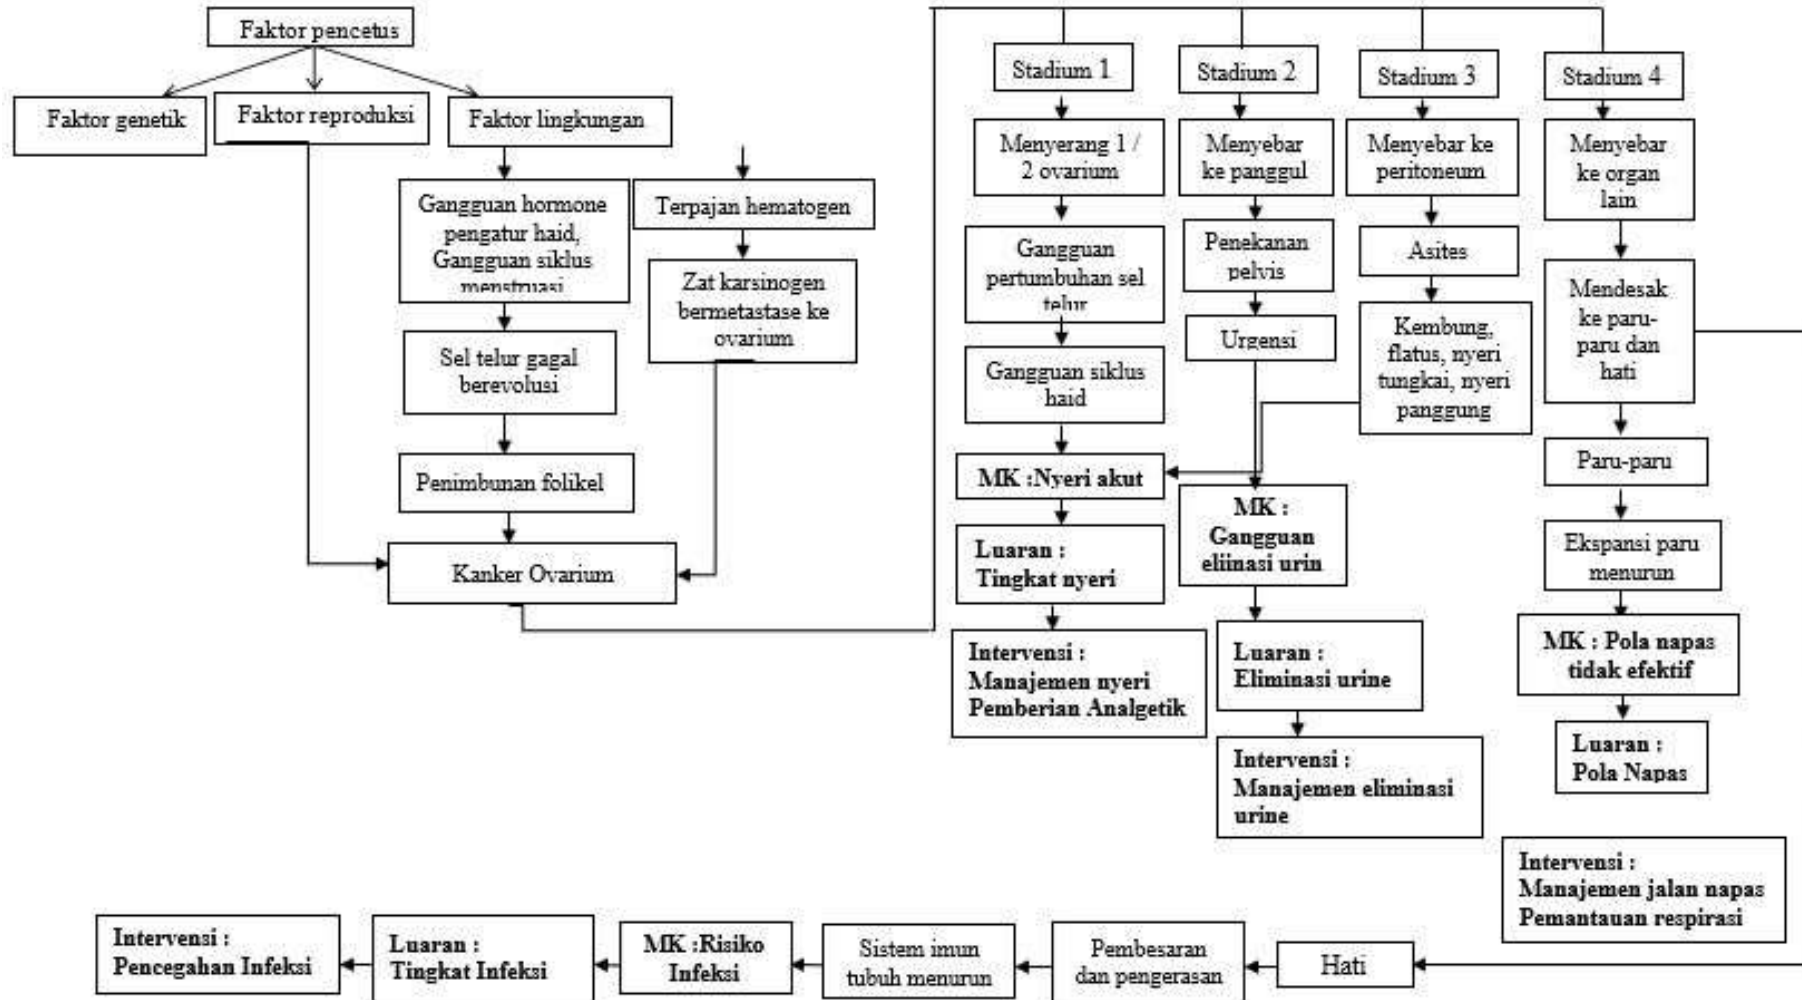 Faktor pencetus
Faktor genetik
Faktor reproduksi
Faktor lingkungan
Gangguan hormone
pengatur haid,
Gangguan siklus
menstruasi
Terpajan hematogen
Zat karsinogen
bermetastase ke
ovarium
Sel telur gagal
berevolusi
Penimbunan folikel
Kanker Ovarium
Stadium 1
Menyerang 1 /
2 ovarium
Gangguan
pertumbuhan sel
telur
Gangguan siklus
haid
MK :Nyeri akut
Luaran :
Tingkat nyeri
Intervensi :
Manajemen nyeri
Pemberian Analgetik
Stadium 2
Menyebar
ke panggul
Penekanan
pelvis
Urgensi
MK :
Gangguan
eliinasi urin
Luaran :
Eliminasi urine
Intervensi :
Manajemen eliminasi
urine
Stadium 3
Menyebar ke
peritoneum
Asites
Kembung,
flatus, nyeri
tungkai, nyeri
panggung
Stadium 4
Menyebar
ke organ
lain
Mendesak
ke paru-
paru dan
hati
Paru-paru
Ekspansi paru
menurun
MK : Pola napas
tidak efektif
Luaran :
Pola Napas
Intervensi :
Manajemen jalan napas
Pemantauan respirasi
Hati
Pembesaran
dan pengerasan
Sistem imun
tubuh menurun
MK :Risiko
Infeksi
Luaran :
Tingkat Infeksi
Intervensi :
Pencegahan Infeksi